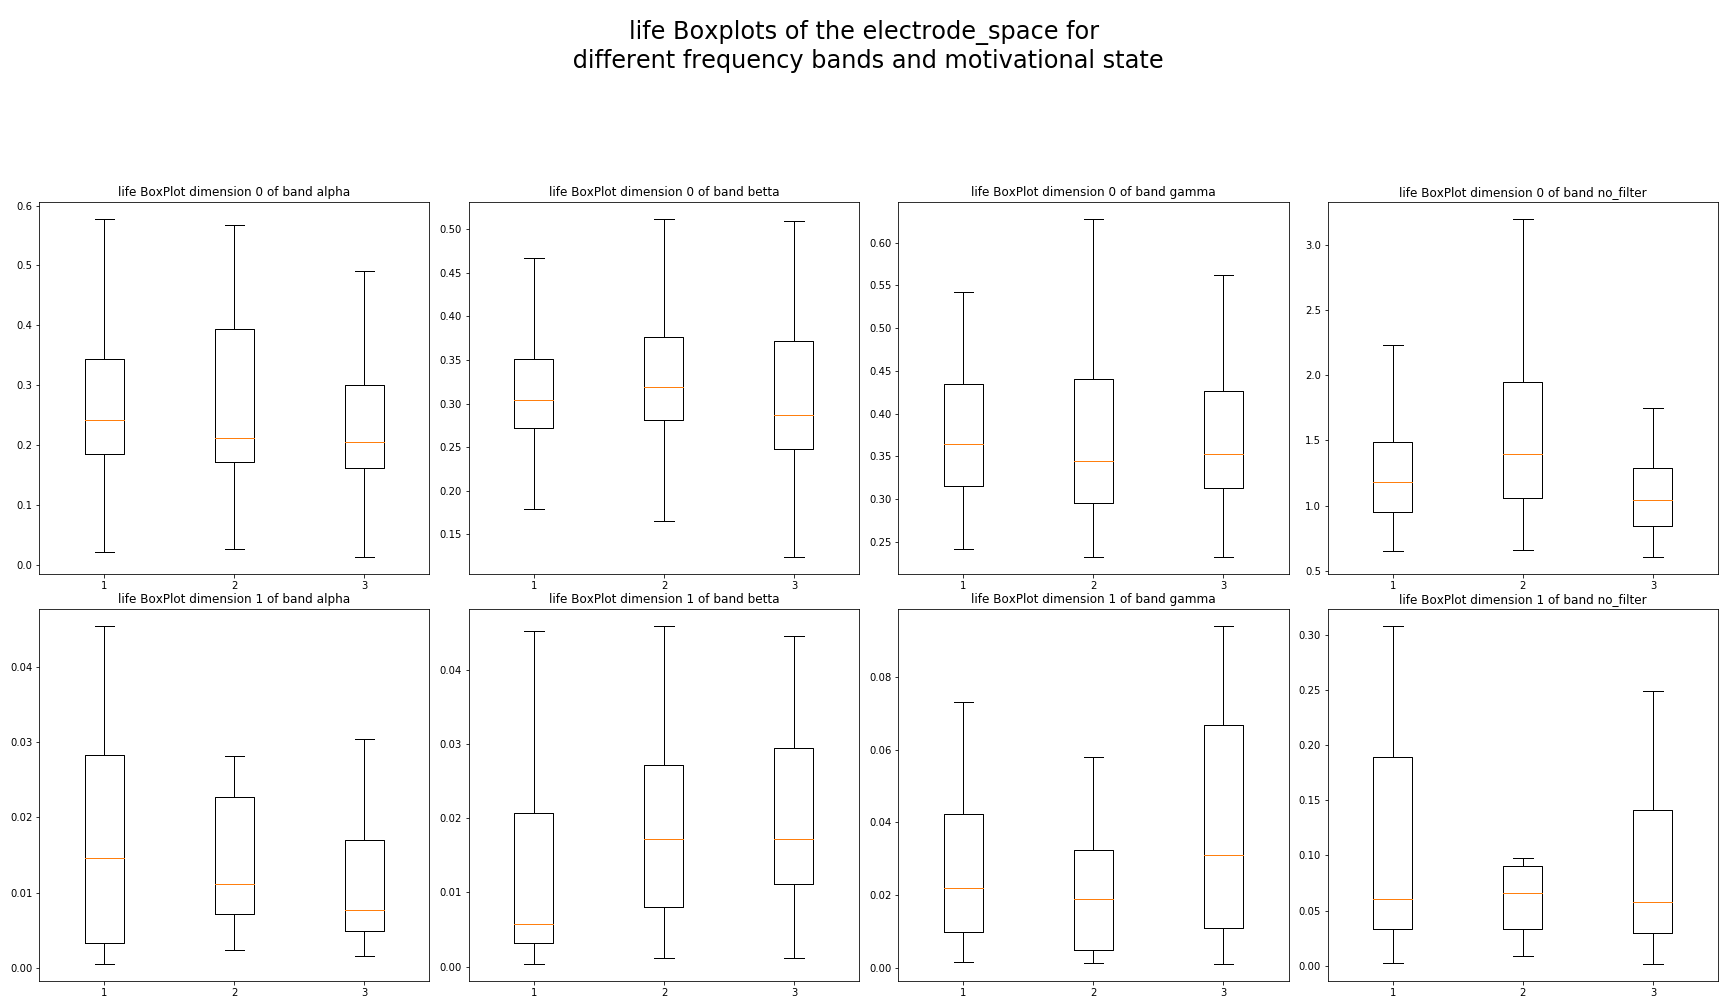 life Boxplots of the electrode_space for
different frequency bands and motivational state
life BoxPlot dimension 0 of band alpha
0.6
0.5
0.4
0.3
0.2
0.1
0.0
1 2 3
life BoxPlot dimension 0 of band betta
0.50
0.45
0.40
0.35
0.30
0.25
0.20
0.15
1 2 3
life BoxPlot dimension 0 of band gamma
0.60
0.55
0.50
0.45
0.40
0.35
0.30
0.25
1 2 3
life BoxPlot dimension 0 of band no_filter
3.0
2.5
2.0
1.5
1.0
0.5
1 2 3
life BoxPlot dimension 1 of band alpha
0.04
0.03
0.02
0.01
0.00
1 2 3
life BoxPlot dimension 1 of band betta
0.04
0.03
0.02
0.01
0.00
1 2 3
life BoxPlot dimension 1 of band gamma
0.08
0.06
0.04
0.02
0.00
1 2 3
life BoxPlot dimension 1 of band no_filter
0.30
0.25
0.20
0.15
0.10
0.05
0.00
1 2 3